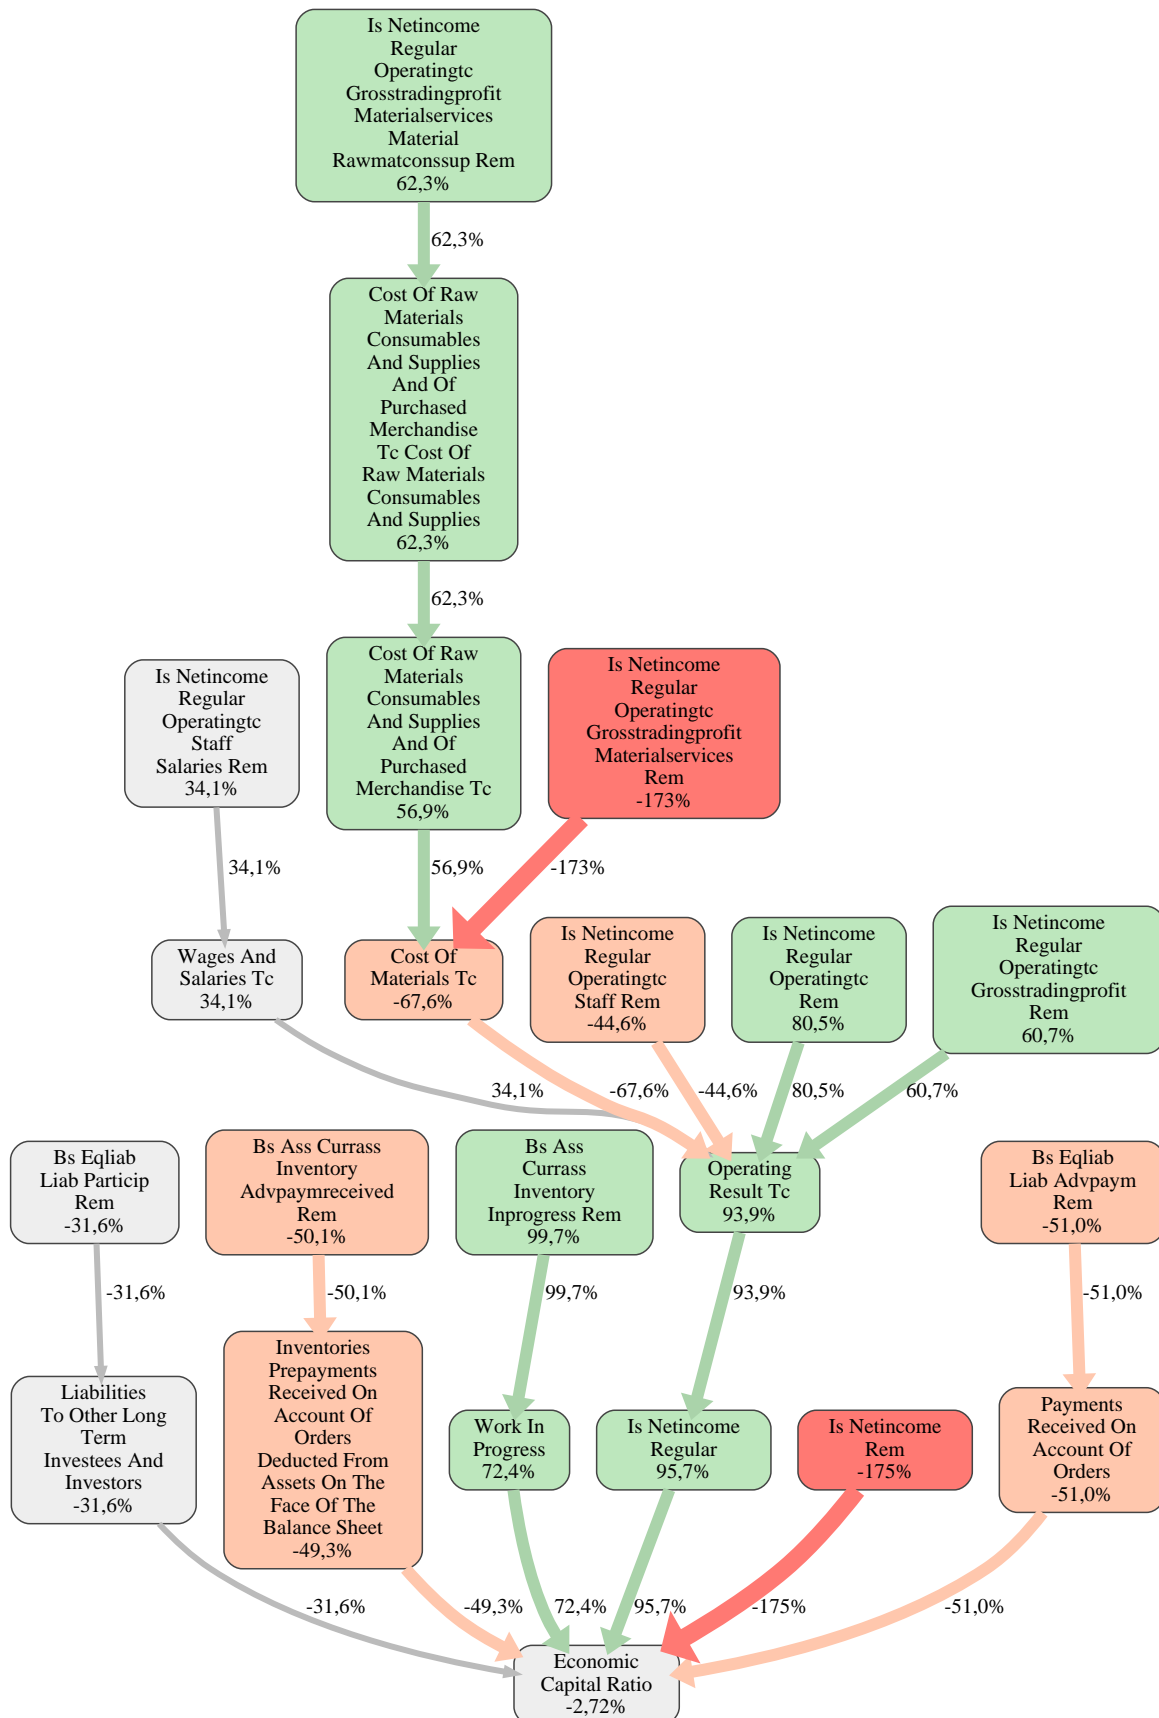 Is Netincome
Regular
Operatingtc
Grosstradingprofit
Materialservices
Material
Rawmatconssup Rem
62,3%
62,3%
Cost Of Raw
Materials
Consumables
And Supplies
And Of
Purchased
Merchandise
Tc Cost Of
Raw Materials
Consumables
And Supplies
62,3%
62,3%
Is Netincome
Regular
Operatingtc
Staff
Salaries Rem
34,1%
Cost Of Raw
Materials
Consumables
And Supplies
And Of
Purchased
Merchandise Tc
56,9%
Is Netincome
Regular
Operatingtc
Grosstradingprofit
Materialservices
Rem
-173%
34,1%
56,9%
-173%
Wages And
Salaries Tc
34,1%
Cost Of
Materials Tc
-67,6%
Is Netincome
Regular
Operatingtc
Staff Rem
-44,6%
Is Netincome
Regular
Operatingtc
Rem
80,5%
Is Netincome
Regular
Operatingtc
Grosstradingprofit
Rem
60,7%
34,1%
-67,6%
-44,6%
80,5%
60,7%
Bs Eqliab
Liab Particip
Rem
-31,6%
Bs Ass Currass
Inventory
Advpaymreceived
Rem
-50,1%
Bs Ass
Currass
Inventory
Inprogress Rem
99,7%
Operating
Result Tc
93,9%
Bs Eqliab
Liab Advpaym
Rem
-51,0%
-31,6%
-50,1%
99,7%
93,9%
-51,0%
Liabilities
To Other Long
Term
Investees And
Investors
-31,6%
Inventories
Prepayments
Received On
Account Of
Orders
Deducted From
Assets On The
Face Of The
Balance Sheet
-49,3%
Work In
Progress
72,4%
Is Netincome
Regular
95,7%
Is Netincome
Rem
-175%
Payments
Received On
Account Of
Orders
-51,0%
-31,6%
-49,3%
72,4%
95,7%
-175%
-51,0%
Economic
Capital Ratio
-2,72%